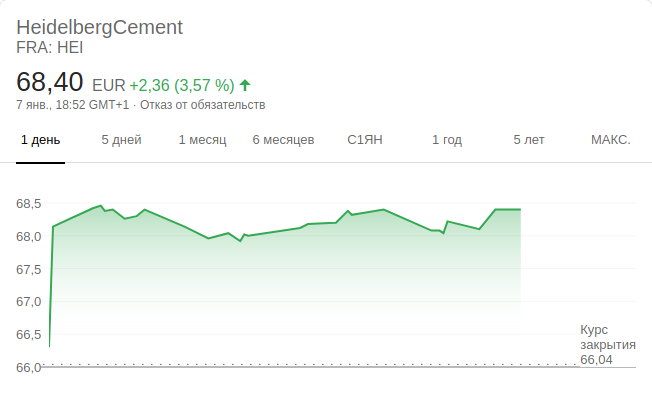 HeidelbergCement
FRA: HEI
68,40 EUR +2,36 (3,57 %)
7 янв., 18:52 GMT+1 · Отказ от обязательств
1 день 5 дней 1 месяц 6 месяцев С1ЯН 1 год 5 лет МАКС.
68,5
68,0
67,5
67,0
66,5
66,0
Курс
закрытия
66,04